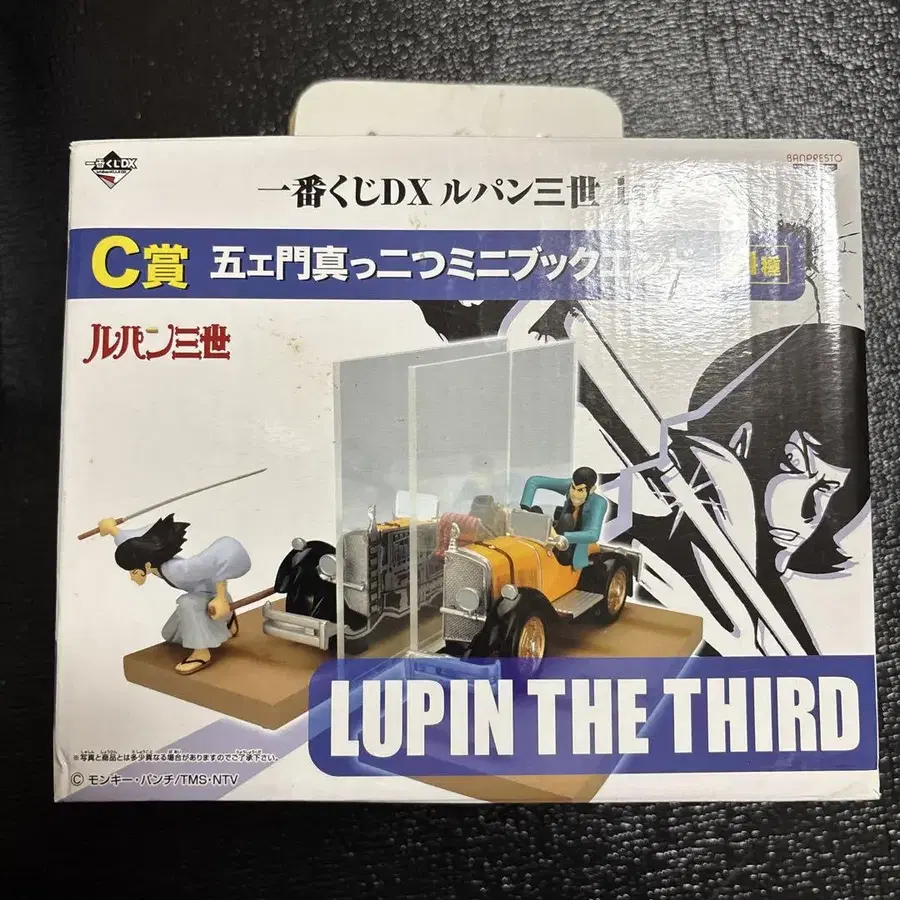 一番くじDX
BANPRESTO
一番くじDX ルパン三世
C賞 五ェ門真っ二つミニブックエンド
ルパン三世
LUPIN THE THIRD
※写真と商品とは多少異なる場合がありますのでご了承下さい。
© モンキー・パンチ/TMS・NTV